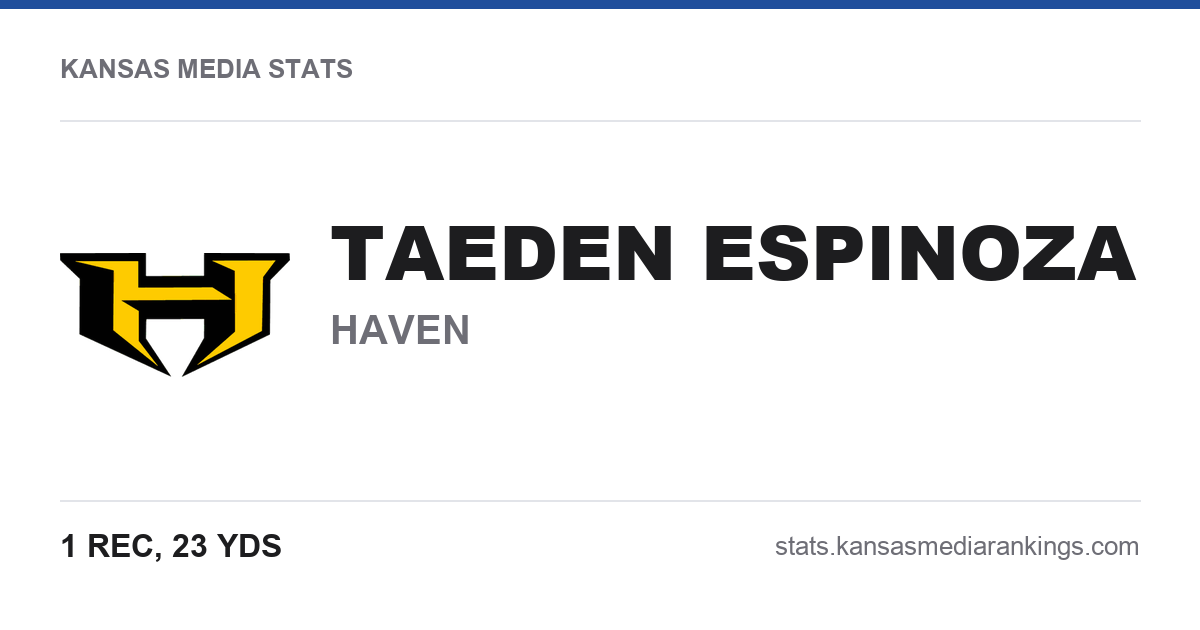 KANSAS MEDIA STATS
TAEDEN ESPINOZA
HAVEN
1 REC, 23 YDS
stats.kansasmediarankings.com